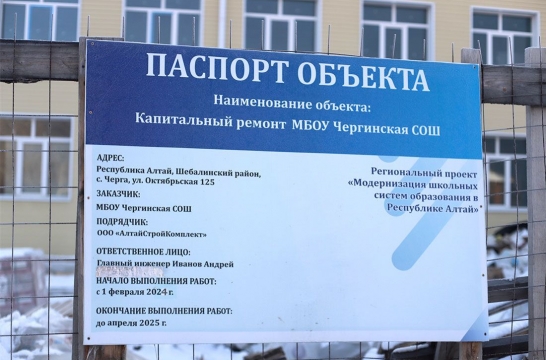 ПАСПОРТ ОБЪЕКТА
Наименование объекта:
Капитальный ремонт МБОУ Чергинская СОШ
АДРЕС:
Республика Алтай, Шебалинский район,
с. Черга, ул. Октябрьская 125
ЗАКАЗЧИК:
МБОУ Чергинская СОШ
ПОДРЯДЧИК:
ООО «АлтайСтройКомплект»
ОТВЕТСТВЕННОЕ ЛИЦО:
Главный инженер Иванов Андрей
НАЧАЛО ВЫПОЛНЕНИЯ РАБОТ:
с 1 февраля 2024 г.
ОКОНЧАНИЕ ВЫПОЛНЕНИЯ РАБОТ:
до апреля 2025 г.
Региональный проект
«Модернизация школьных
систем образования в
Республике Алтай»